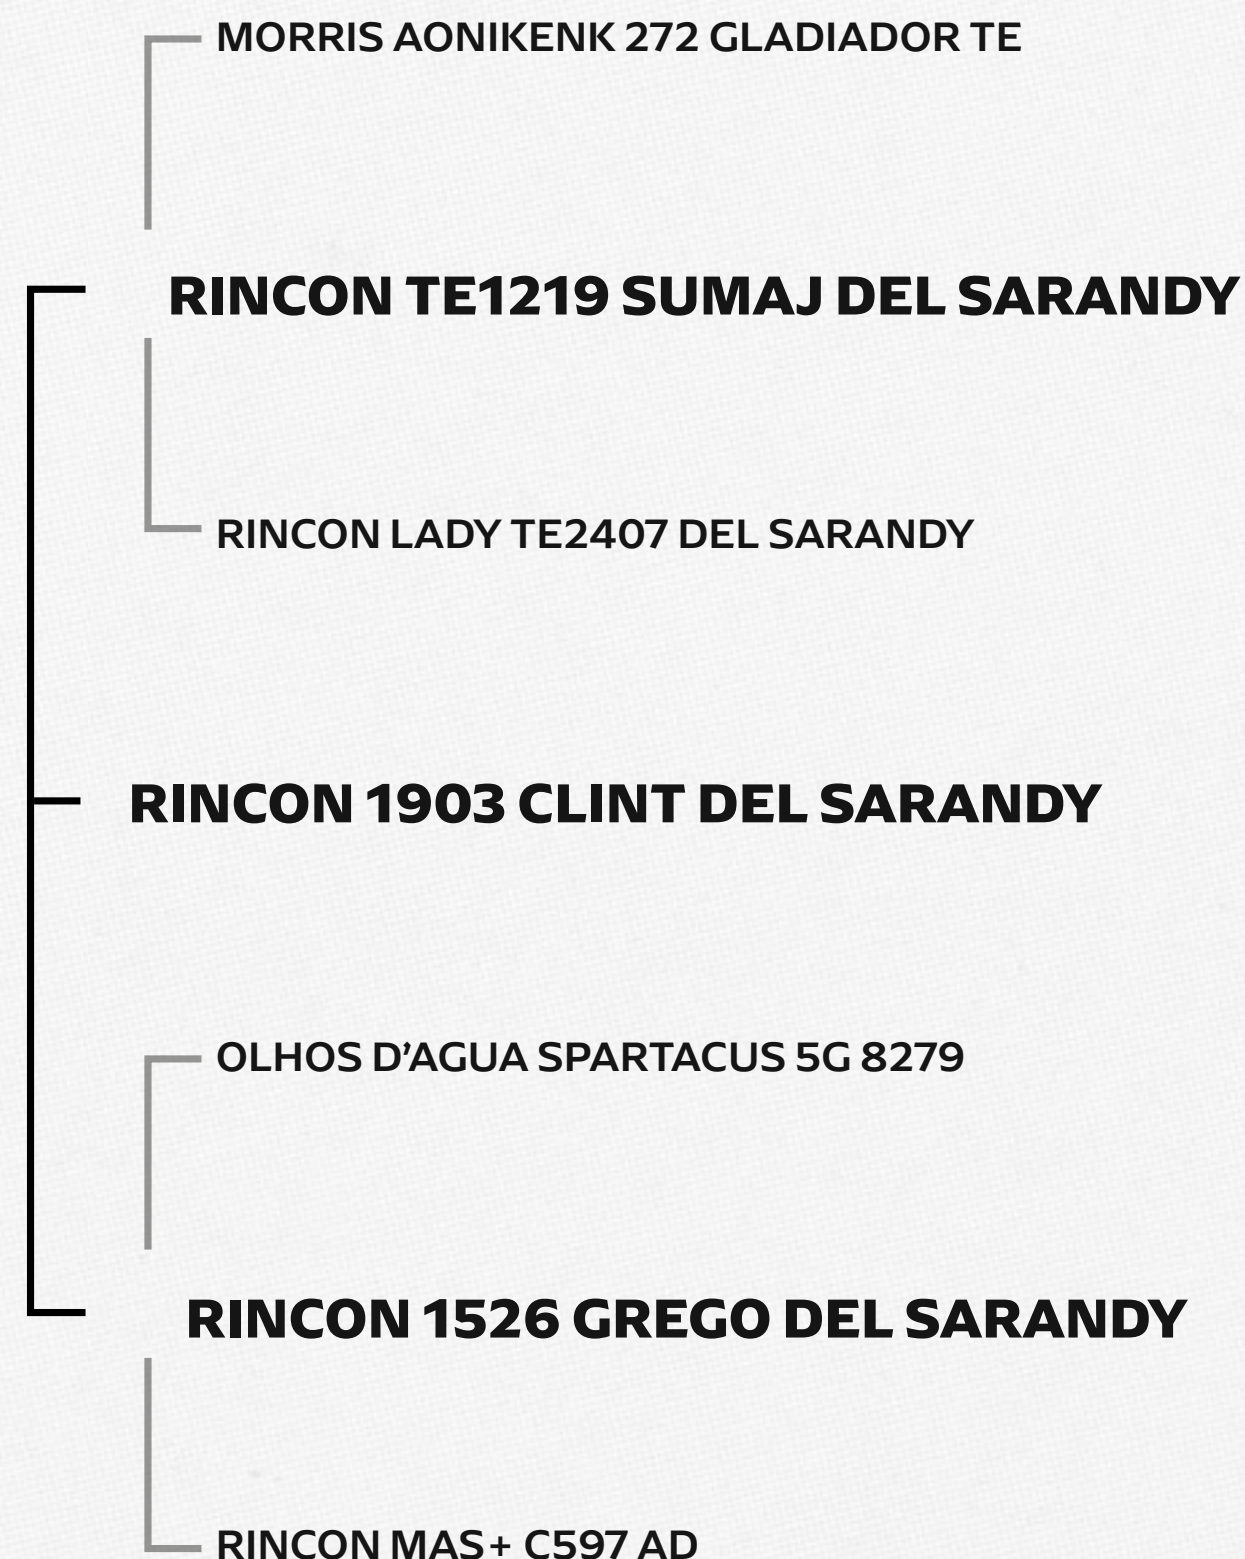 MORRIS AONIKENK 272 GLADIADOR TE
RINCON TE1219 SUMAJ DEL SARANDY
RINCON LADY TE2407 DEL SARANDY
RINCON 1903 CLINT DEL SARANDY
OLHOS D’AGUA SPARTACUS 5G 8279
RINCON 1526 GREGO DEL SARANDY
RINCON MAS+ C597 AD